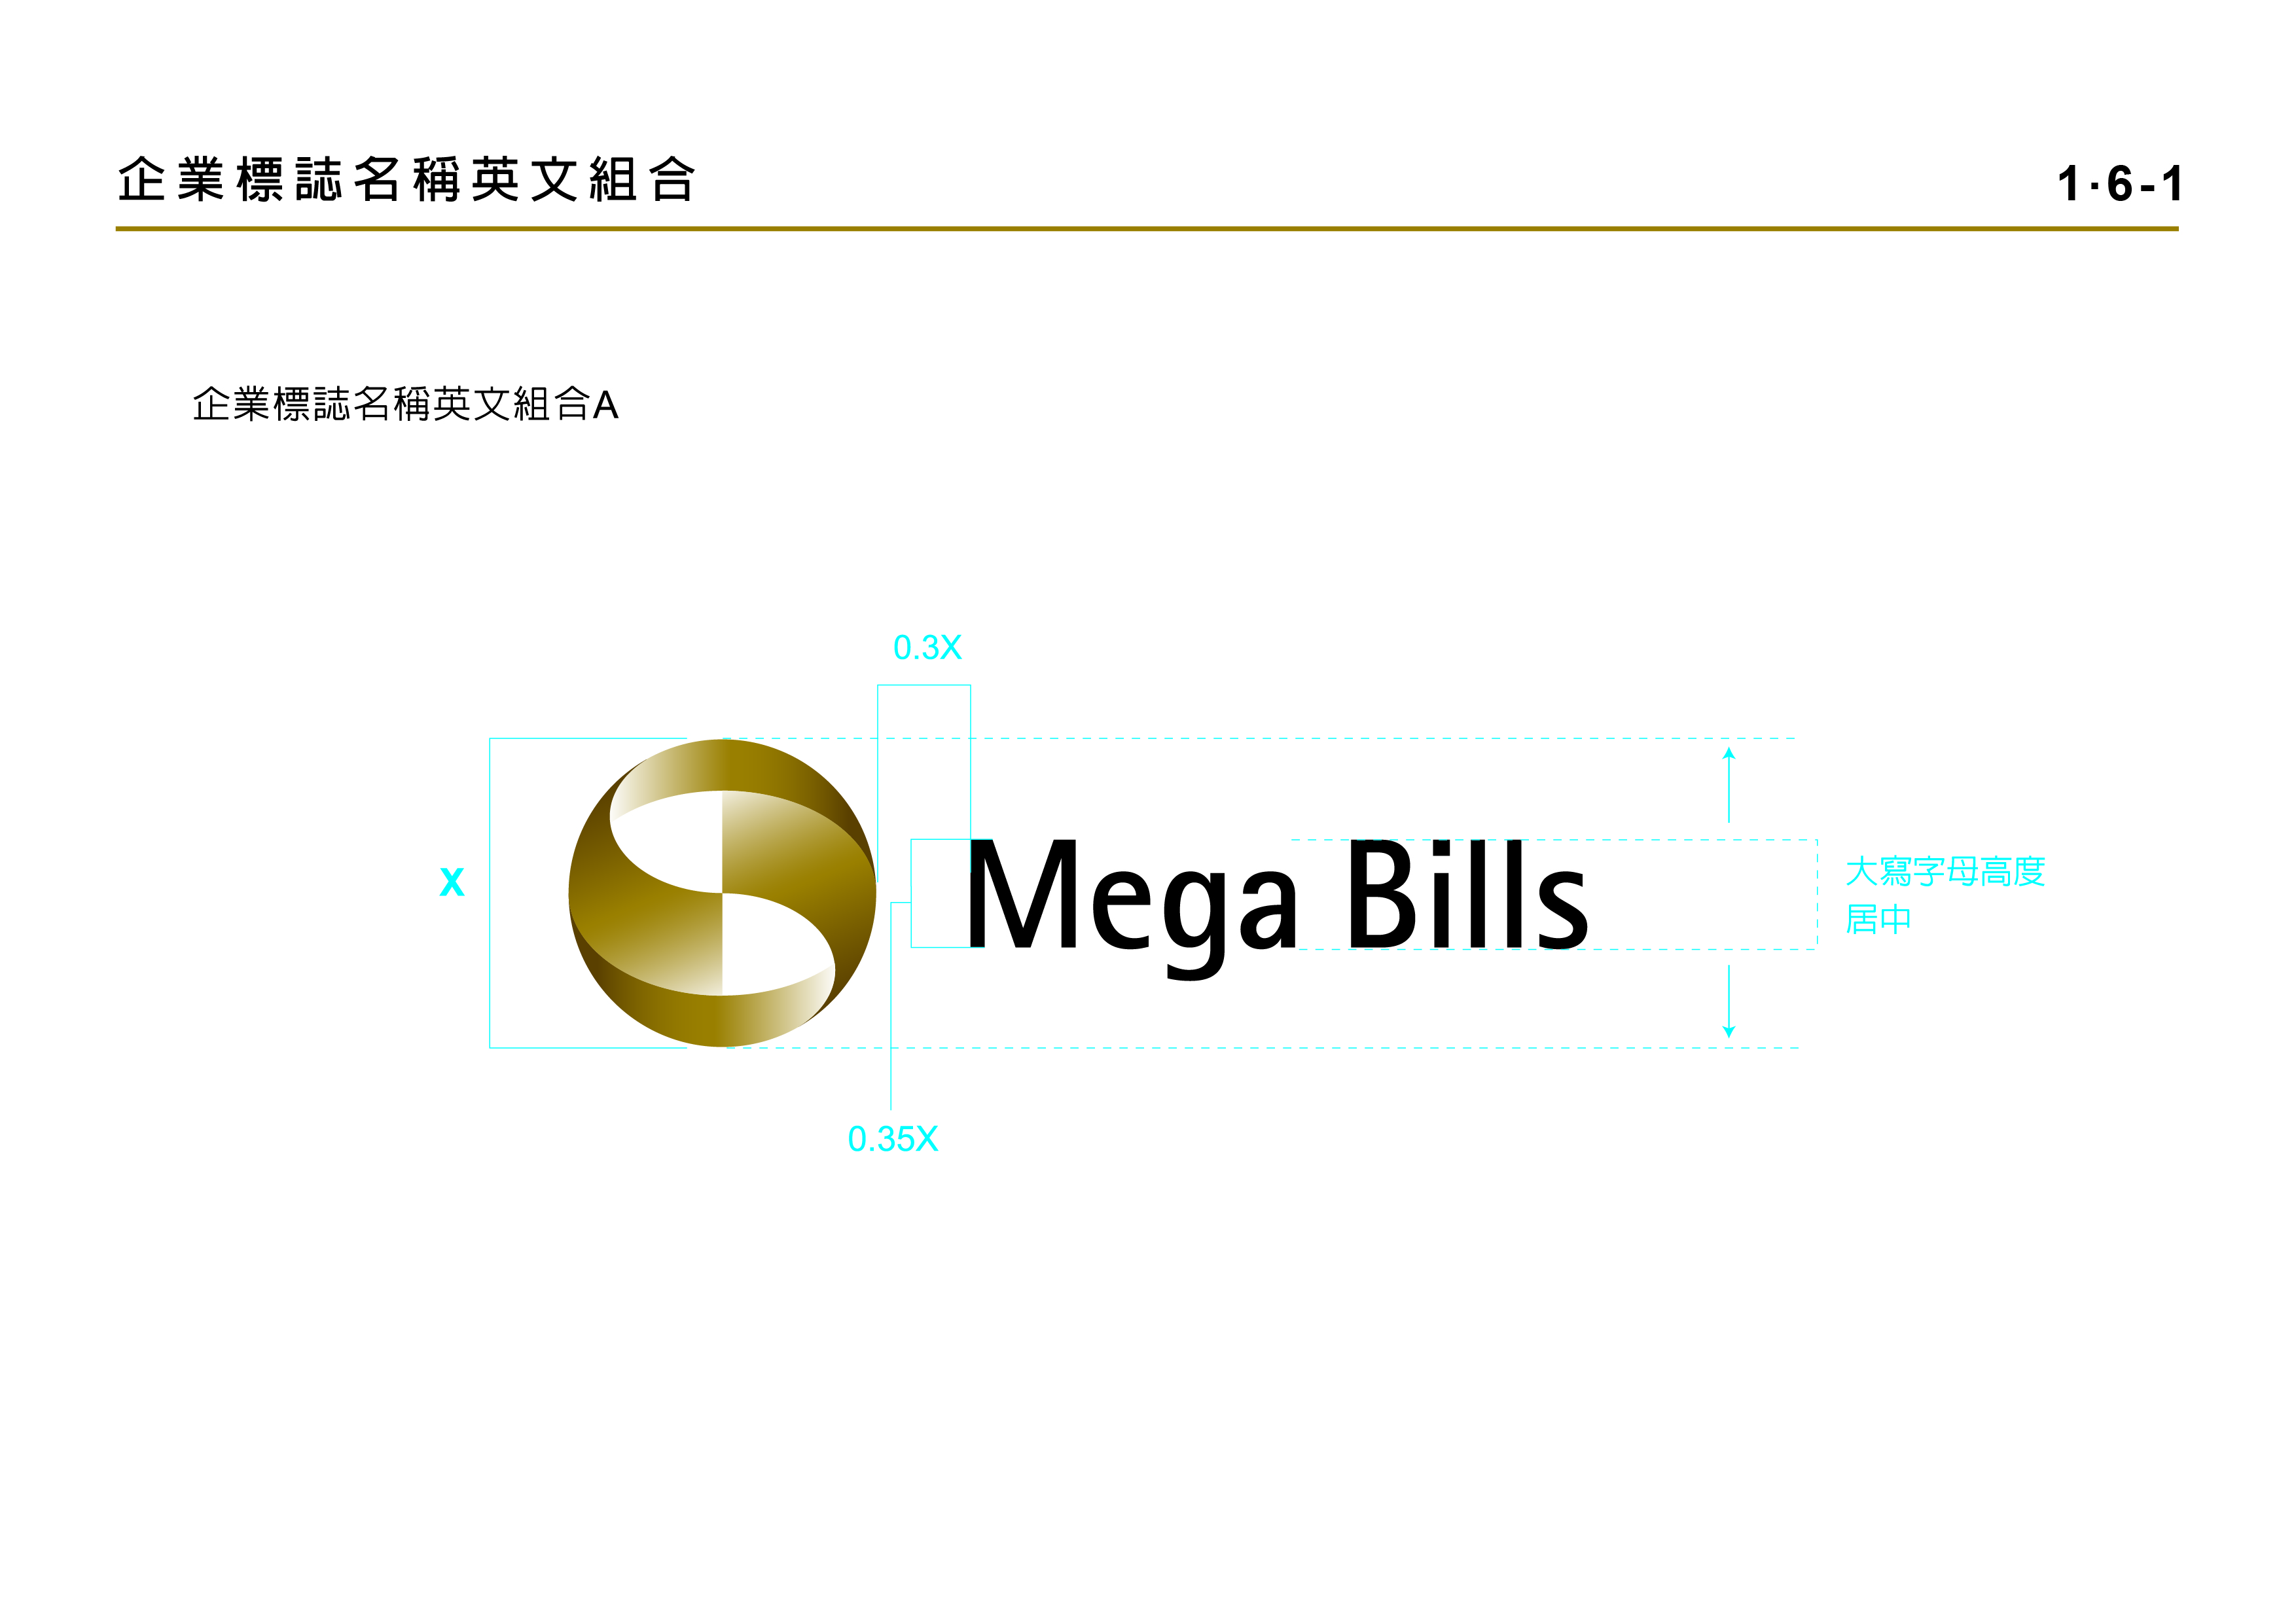 企業標誌名稱英文組合
1·6-1
企業標誌名稱英文組合A
0.3X
X
Mega Bills
大寫字母高度
居中
0.35X